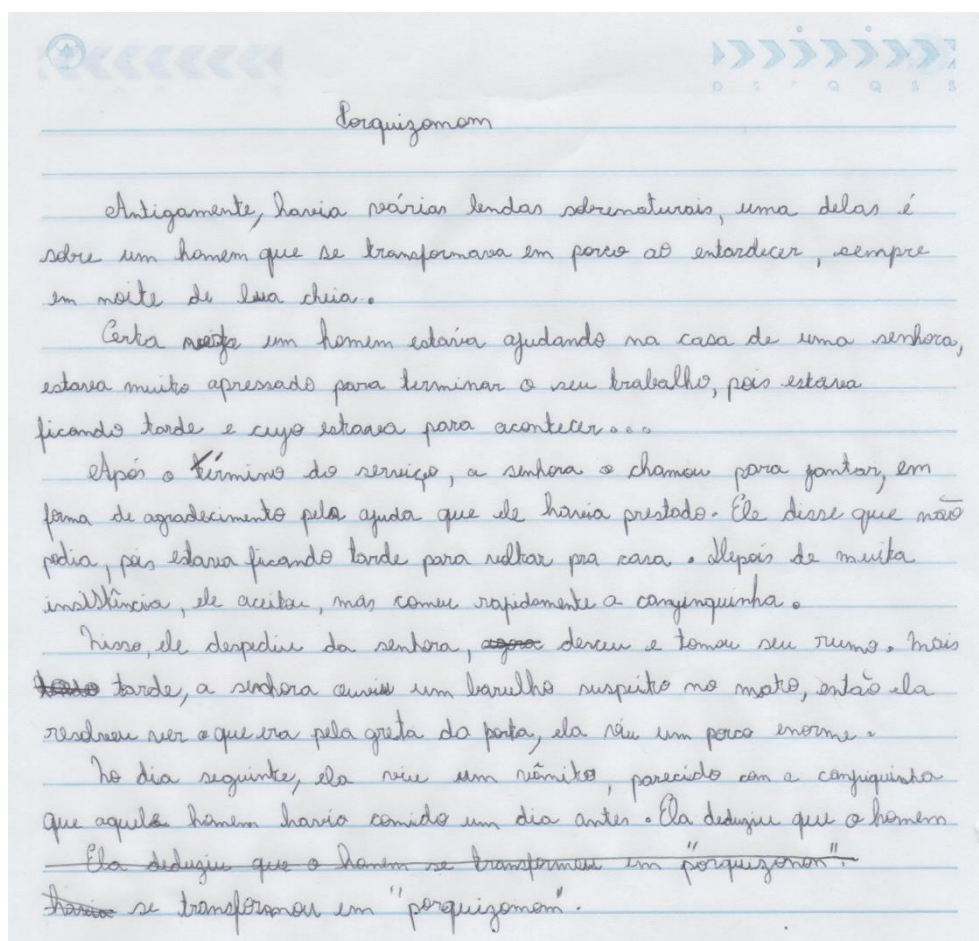 Porquizomom
Antigamente, havia várias lendas sobrenaturais, uma delas é
sobre um homem que se transformava em porco ao entardecer, sempre
em noite de lua cheia.
Certa um homem estava ajudando na casa de uma senhora,
estava muito apressado para terminar o seu trabalho, pois estava
ficando tarde e cujo estava para acontecer...
Após o término do serviço, a senhora o chamou para jantar, em
forma de agradecimento pela ajuda que ele havia prestado. Ele disse que não
podia, pois estava ficando tarde para voltar pra casa. Depois de muita
insistência, ele aceitou, mas comeu rapidamente a canjinquinha.
Nisso, ele despediu da senhora, desceu e tomou seu rumo. Mais
tarde, a senhora ouviu um barulho suspeito no mato, então ela
resolveu ver o que era pela greta da porta, ela viu um porco enorme.
No dia seguinte, ela viu um vômito, parecido com a canjiquinha
que aquele homem havia comido um dia antes. Ela deduziu que o homem
Ela deduziu que o homem se transformou em "porquizomon"
havia se transformou em "porquizomom".